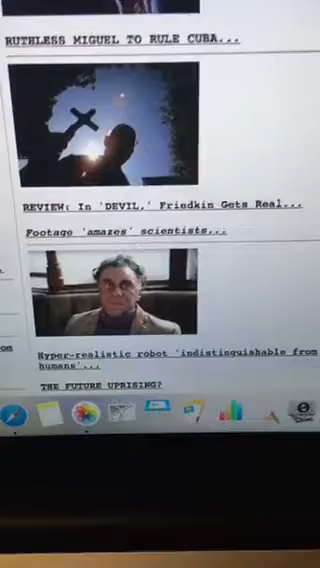 RUTHLESS MIGUEL TO RULE CUBA...
REVIEW: In 'DEVIL,' Friedkin Gets Real...
Footage 'amazes' scientists...
om
Hyper-realistic robot 'indistinguishable from
humans'...
THE FUTURE UPRISING?